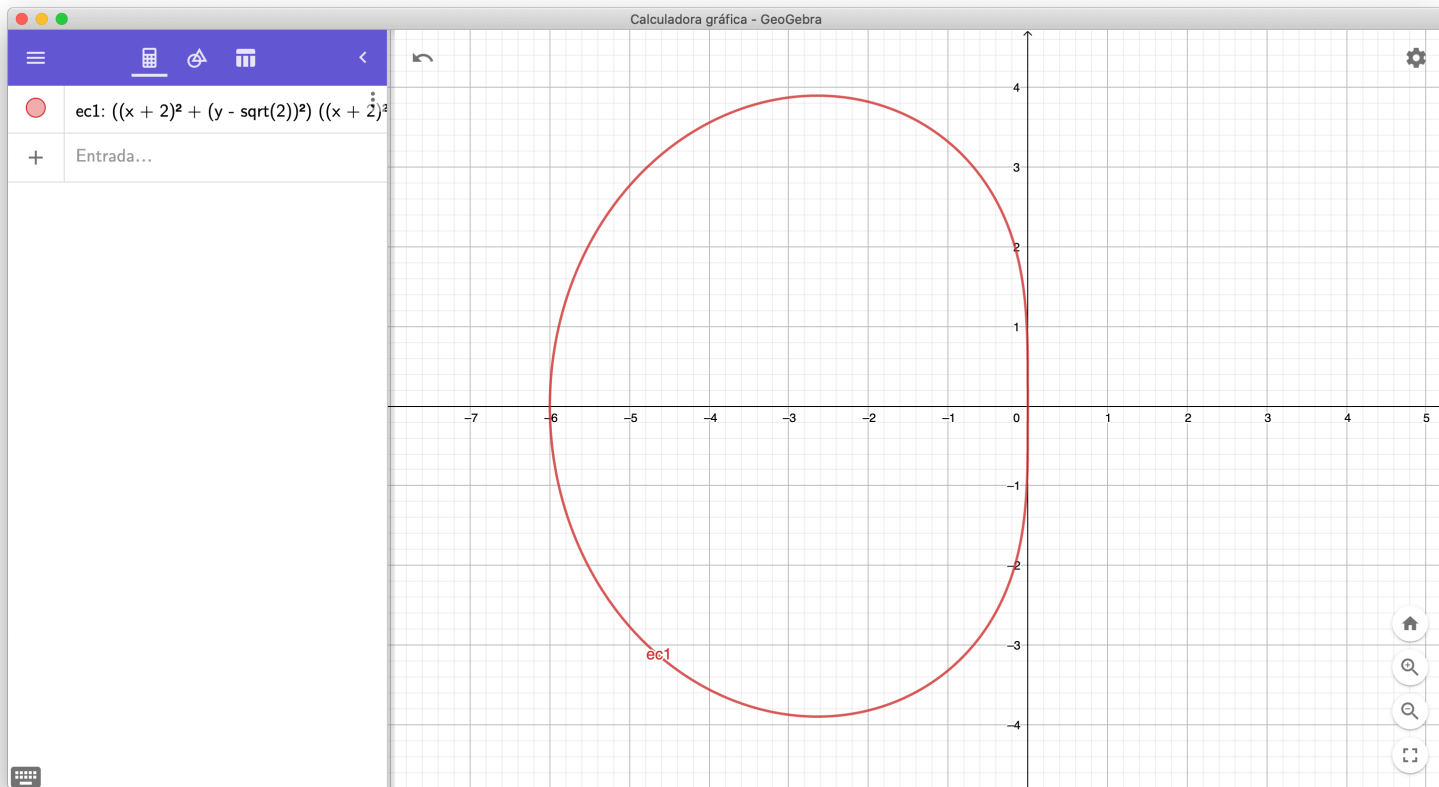 Calculadora gráfica - GeoGebra
ec1: ((x + 2)² + (y - sqrt(2))²) ((x + 2)²
Entrada...
4
3
2
1
-7 -6 -5 -4 -3 -2 -1 0 1 2 3 4 5
-1
-2
-3
ec1
-4